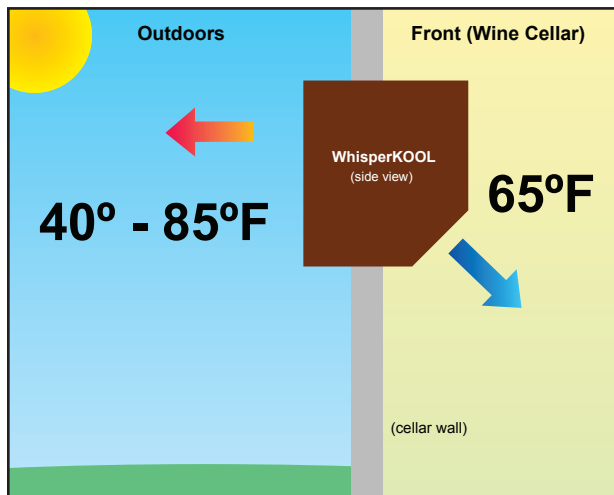 Outdoors
Front (Wine Cellar)
WhisperKOOL
(side view)
40º - 85ºF
65ºF
(cellar wall)